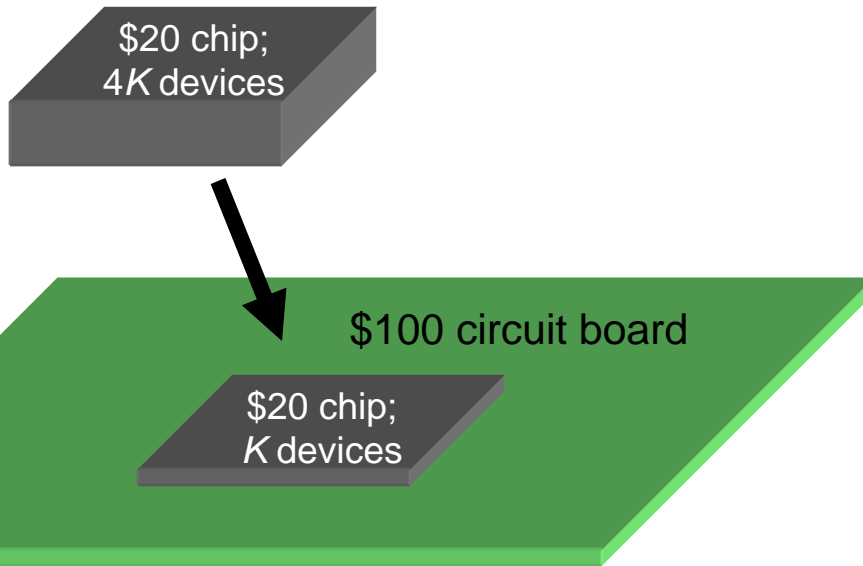 $20 chip;
4K devices
$100 circuit board
$20 chip;
K devices